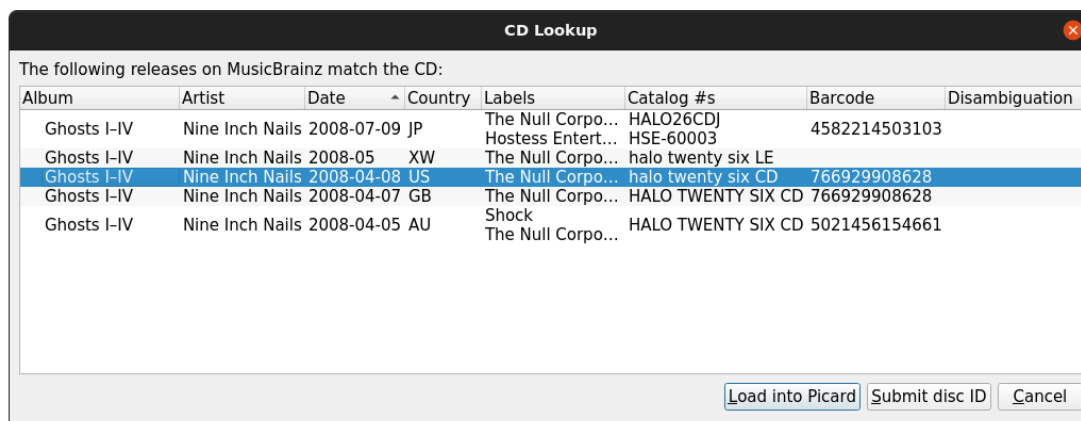 CD Lookup
The following releases on MusicBrainz match the CD:
Album Artist Date Country Labels Catalog #s Barcode Disambiguation
Ghosts I–IV Nine Inch Nails 2008-07-09 JP The Null Corpo... HALO26CDJ 4582214503103
Hostess Entert... HSE-60003
Ghosts I–IV Nine Inch Nails 2008-05 XW The Null Corpo... halo twenty six LE
Ghosts I–IV Nine Inch Nails 2008-04-08 US The Null Corpo... halo twenty six CD 766929908628
Ghosts I–IV Nine Inch Nails 2008-04-07 GB The Null Corpo... HALO TWENTY SIX CD 766929908628
Ghosts I–IV Nine Inch Nails 2008-04-05 AU Shock HALO TWENTY SIX CD 5021456154661
The Null Corpo...
Load into Picard Submit disc ID Cancel